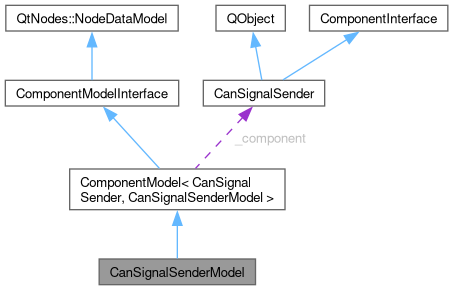 QtNodes::NodeDataModel
QObject
ComponentInterface
ComponentModelInterface
CanSignalSender
_component
ComponentModel< CanSignal
Sender, CanSignalSenderModel >
CanSignalSenderModel